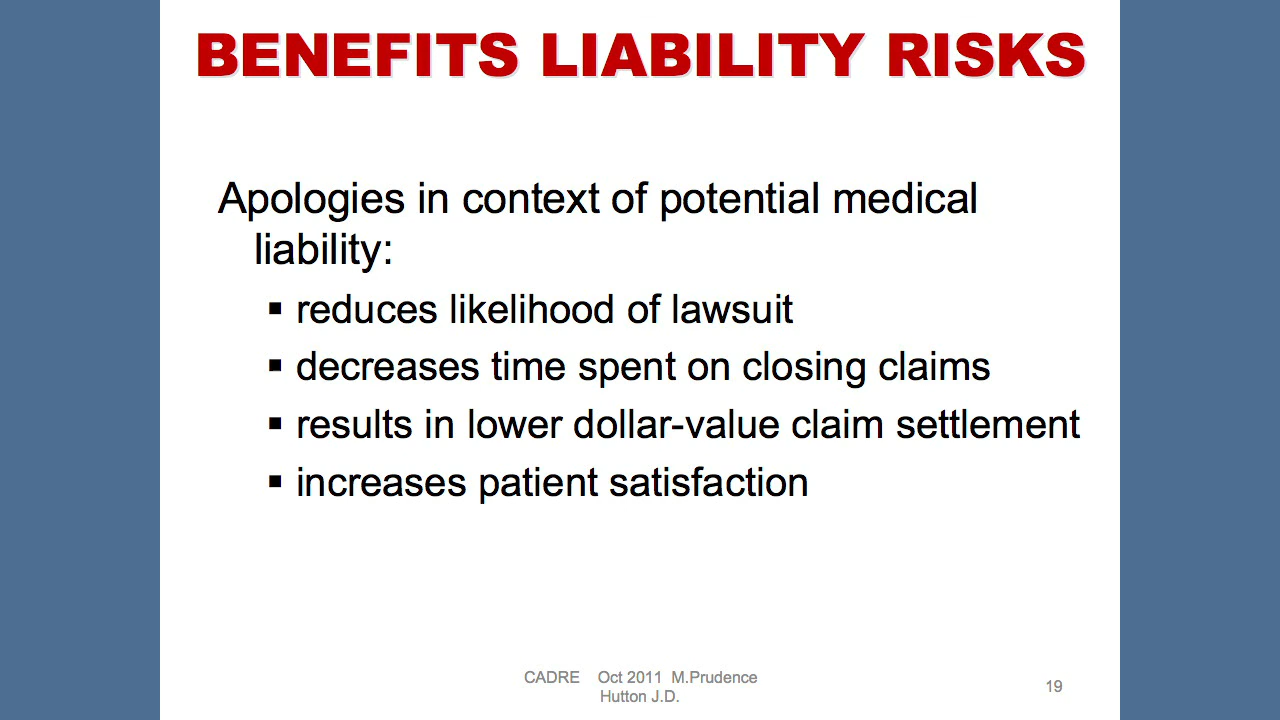 BENEFITS LIABILITY RISKS
Apologies in context of potential medical
liability:
▪ reduces likelihood of lawsuit
▪ decreases time spent on closing claims
▪ results in lower dollar-value claim settlement
▪ increases patient satisfaction
CADRE Oct 2011 M.Prudence
Hutton J.D.
19